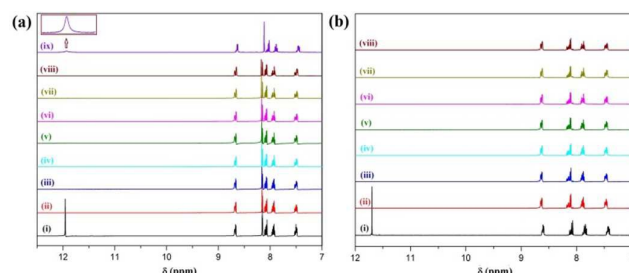 (a)
(ix)
(viii)
(vii)
(vi)
(v)
(iv)
(iii)
(ii)
(i)
12 11 10 9 8 7
δ (ppm)
(b)
(viii)
(vii)
(vi)
(v)
(iv)
(iii)
(ii)
(i)
12 11 10 9 8
δ (ppm)